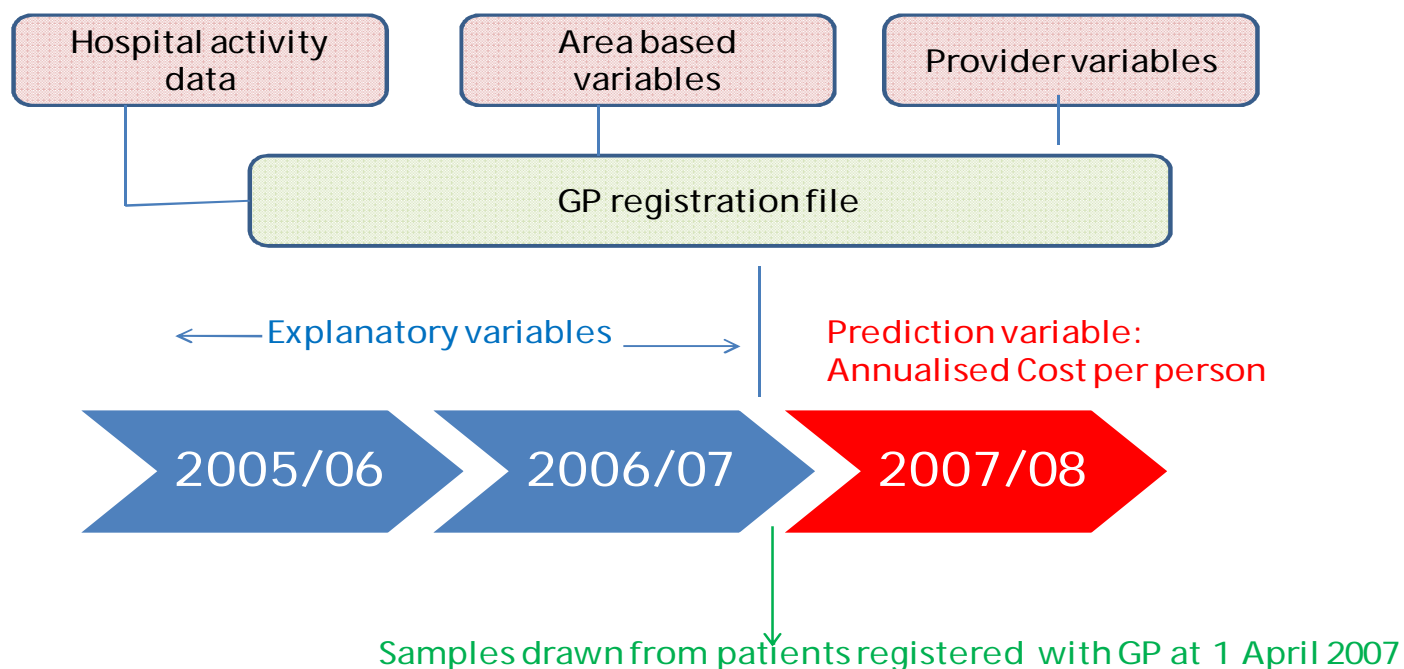 Hospital activity
data
Area based
variables
Provider variables
GP registration file
Explanatory variables
Prediction variable:
Annualised Cost per person
2005/06
2006/07
2007/08
Samples drawn from patients registered with GP at 1 April 2007